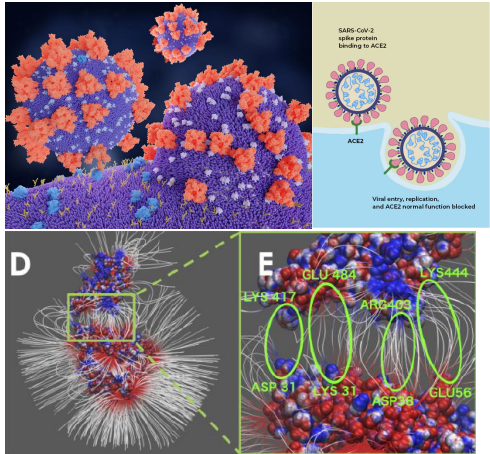 SARS-CoV-2
spike protein
binding to ACE2
ACE2
Viral entry, replication,
and ACE2 normal function blocked
D
E
GLU 484
LYS444
LYS 417
ARG403
ASP 31
LYS 31
ASP38
GLU56